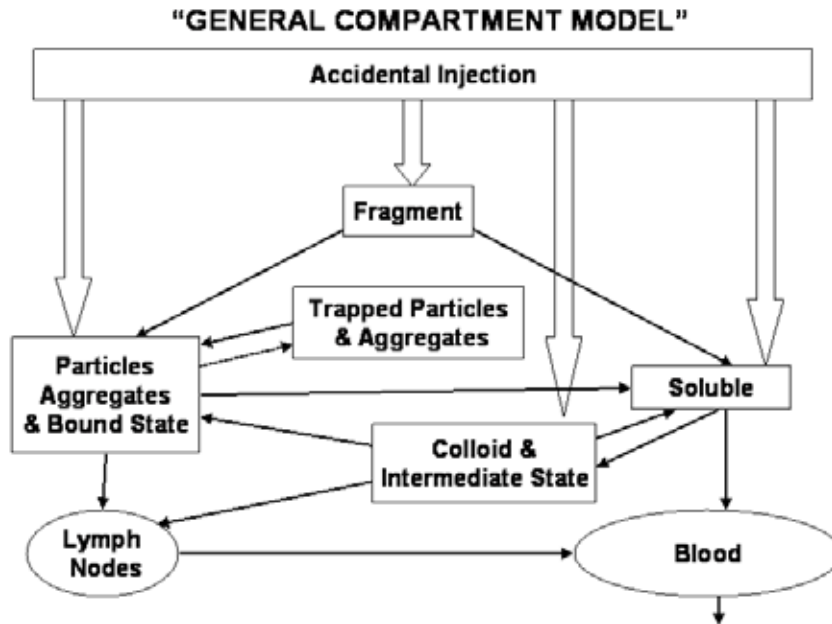 “GENERAL COMPARTMENT MODEL”
Accidental Injection
Fragment
Trapped Particles
& Aggregates
Particles
Aggregates
& Bound State
Soluble
Colloid &
Intermediate State
Lymph
Nodes
Blood